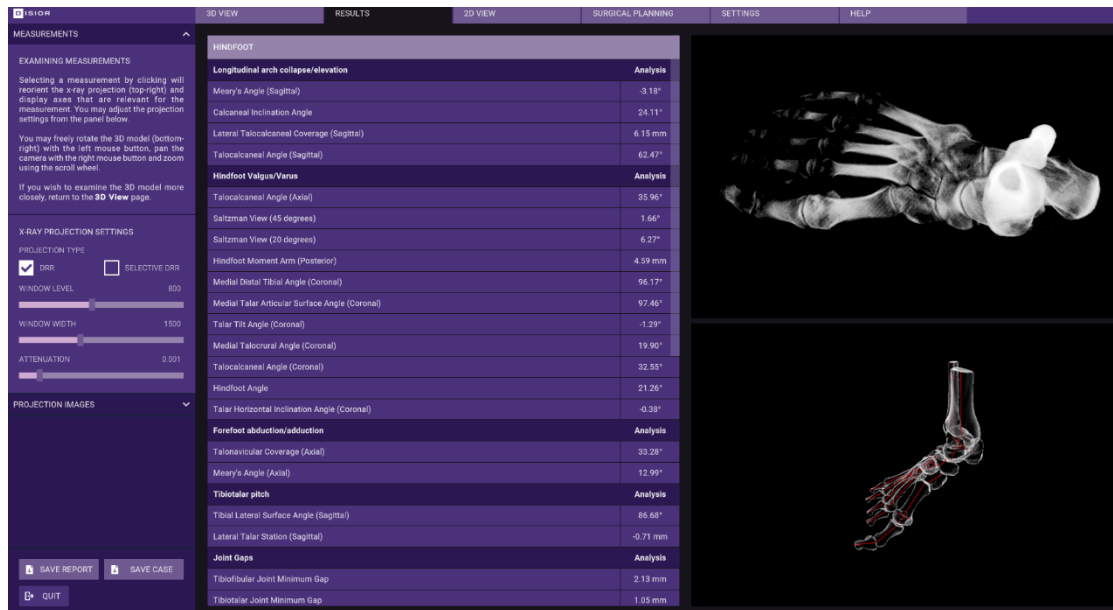 DISIOR
3D VIEW
RESULTS
2D VIEW
SURGICAL PLANNING
SETTINGS
HELP
MEASUREMENTS
EXAMINING MEASUREMENTS
Selecting a measurement by clicking will
reorient the x-ray projection (top-right) and
display axes that are relevant for the
measurement. You may adjust the projection
settings from the panel below.
You may freely rotate the 3D model (bottom-
right) with the left mouse button, pan the
camera with the right mouse button and zoom
using the scroll wheel.
If you wish to examine the 3D model more
closely, return to the 3D View page.
X-RAY PROJECTION SETTINGS
PROJECTION TYPE
DRR
SELECTIVE DRR
WINDOW LEVEL 800
WINDOW WIDTH 1500
ATTENUATION 0.001
PROJECTION IMAGES
SAVE REPORT
SAVE CASE
QUIT
HINDFOOT
Longitudinal arch collapse/elevation Analysis
Meary's Angle (Sagittal) -3.18°
Calcaneal Inclination Angle 24.11°
Lateral Talocalcaneal Coverage (Sagittal) 6.15 mm
Talocalcaneal Angle (Sagittal) 62.47°
Hindfoot Valgus/Varus Analysis
Talocalcaneal Angle (Axial) 35.96°
Saltzman View (45 degrees) 1.66°
Saltzman View (20 degrees) 6.27°
Hindfoot Moment Arm (Posterior) 4.59 mm
Medial Distal Tibial Angle (Coronal) 96.17°
Medial Talar Articular Surface Angle (Coronal) 97.46°
Talar Tilt Angle (Coronal) -1.29°
Medial Talocrural Angle (Coronal) 19.90°
Talocalcaneal Angle (Coronal) 32.55°
Hindfoot Angle 21.26°
Talar Horizontal Inclination Angle (Coronal) -0.38°
Forefoot abduction/adduction Analysis
Talonavicular Coverage (Axial) 33.28°
Meary's Angle (Axial) 12.99°
Tibiotalar pitch Analysis
Tibial Lateral Surface Angle (Sagittal) 86.68°
Lateral Talar Station (Sagittal) -0.71 mm
Joint Gaps Analysis
Tibiofibular Joint Minimum Gap 2.13 mm
Tibiotalar Joint Minimum Gap 1.05 mm